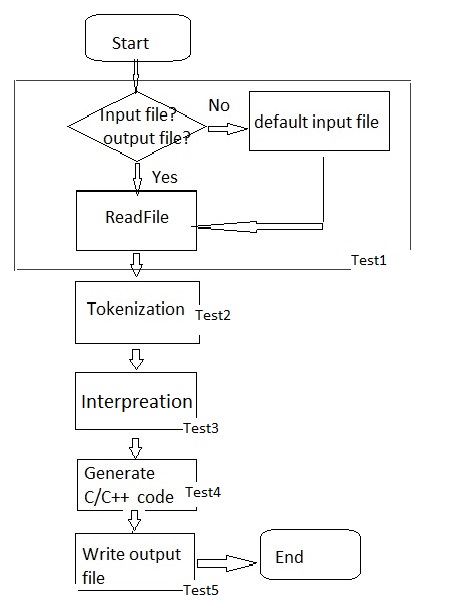 Start
Input file?
output file?
No
default input file
Yes
ReadFile
Test1
Tokenization
Test2
Interpreation
Test3
Generate
C/C++ code
Test4
Write output
file
Test5
End